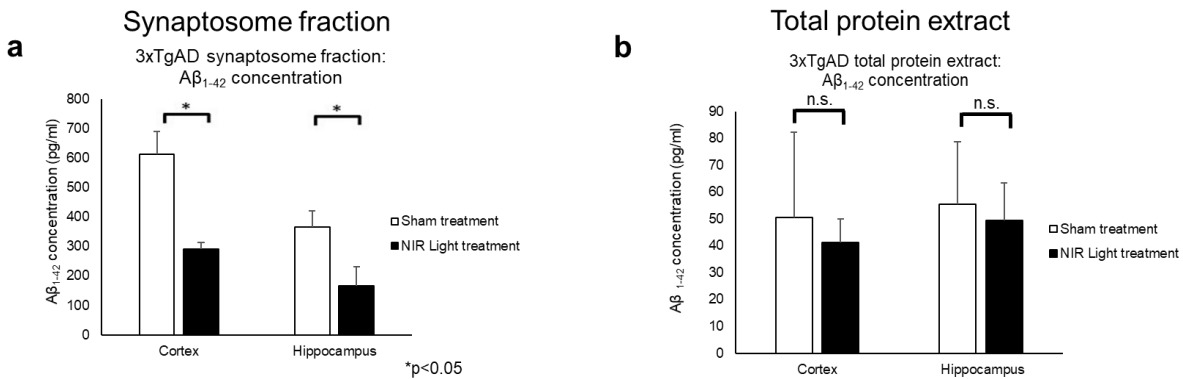 Synaptosome fraction
a
3xTgAD synaptosome fraction:
Aβ1-42 concentration
Aβ1-42 concentration (pg/ml)
800
700
600
500
400
300
200
100
0
*
*
Cortex
Hippocampus
Sham treatment
NIR Light treatment
*p<0.05
Total protein extract
b
3xTgAD total protein extract:
Aβ1-42 concentration
Aβ 1-42 concentration (pg/ml)
90
80
70
60
50
40
30
20
10
0
n.s.
n.s.
Cortex
Hippocampus
Sham treatment
NIR Light treatment